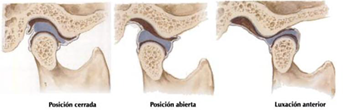 Posición cerrada
Posición abierta
Luxación anterior